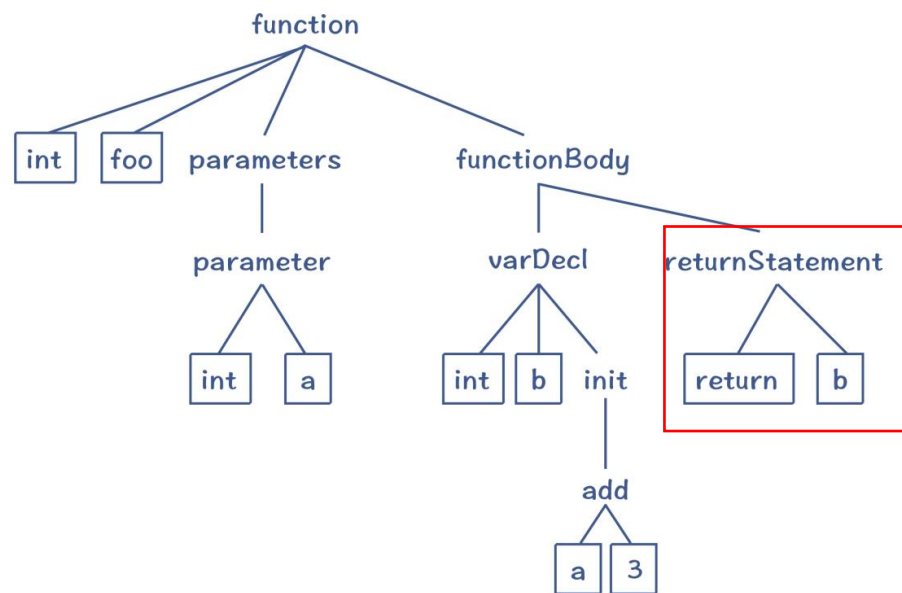 function
int foo parameters functionBody
parameter varDecl returnStatement
int a int b init return b
add
a 3